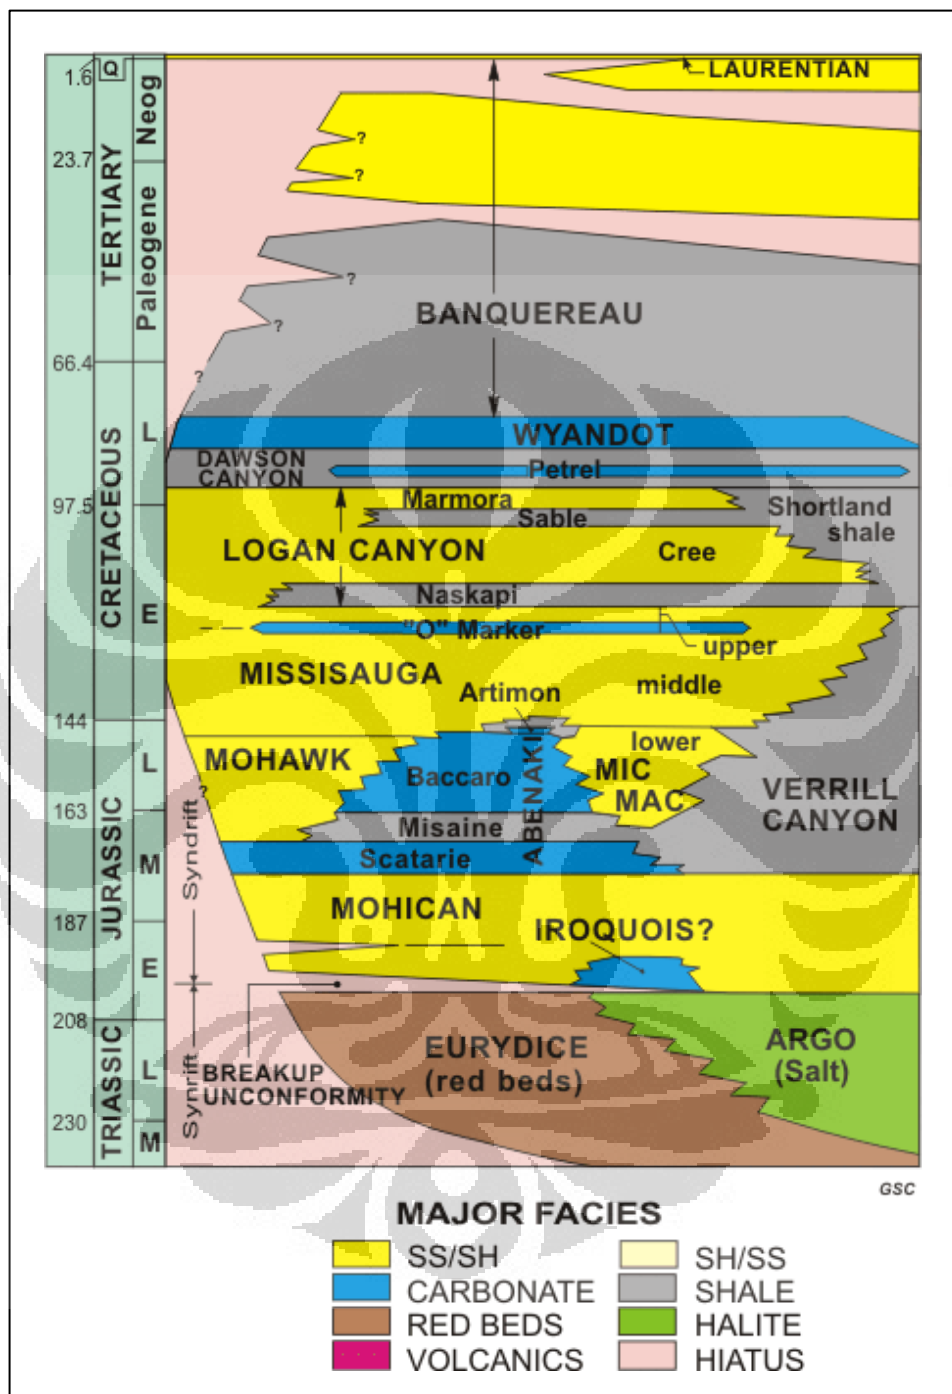 1.6
Q
LAURENTIAN
Neog
?
23.7
?
TERTIARY
Paleogene
?
BANQUEREAU
?
66.4
?
L
WYANDOT
DAWSON
CANYON
Petrel
97.5
Marmora
Sable
Shortland
shale
LOGAN CANYON
Cree
CRETACEOUS
Naskapi
E
"O" Marker
upper
MISSISAUGA
middle
Artimon
144
lower
MOHAWK
L
Baccaro
ABENAKI
MIC
MAC
VERRILL
CANYON
?
163
Misaine
JURASSIC
Scatarie
M
Syndrift
MOHICAN
187
IROQUOIS?
E
208
EURYDICE
(red beds)
ARGO
(Salt)
TRIASSIC
L
Synrift
BREAKUP
UNCONFORMITY
230
M
GSC
MAJOR FACIES
SS/SH
SH/SS
CARBONATE
SHALE
RED BEDS
HALITE
VOLCANICS
HIATUS